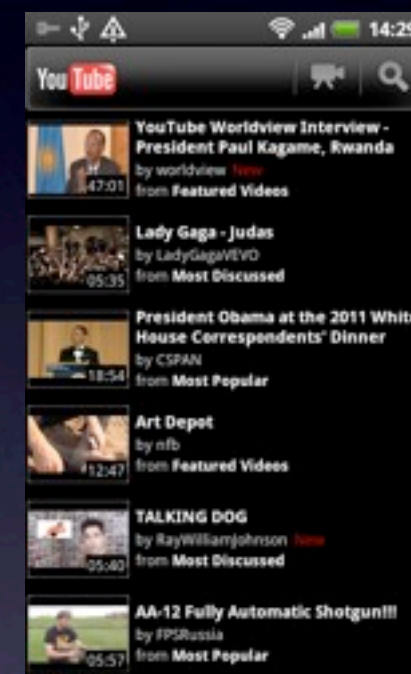 14:29
YouTube
YouTube Worldview Interview -
President Paul Kagame, Rwanda
by worldview New
from Featured Videos
47:01
Lady Gaga - Judas
by LadyGagaVEVO
from Most Discussed
05:35
President Obama at the 2011 White
House Correspondents' Dinner
by CSPAN
from Most Popular
18:54
Art Depot
by nfb
from Featured Videos
12:47
TALKING DOG
by RayWilliamJohnson New
from Most Discussed
05:40
AA-12 Fully Automatic Shotgun!!!
by FPSRussia
from Most Popular
05:57